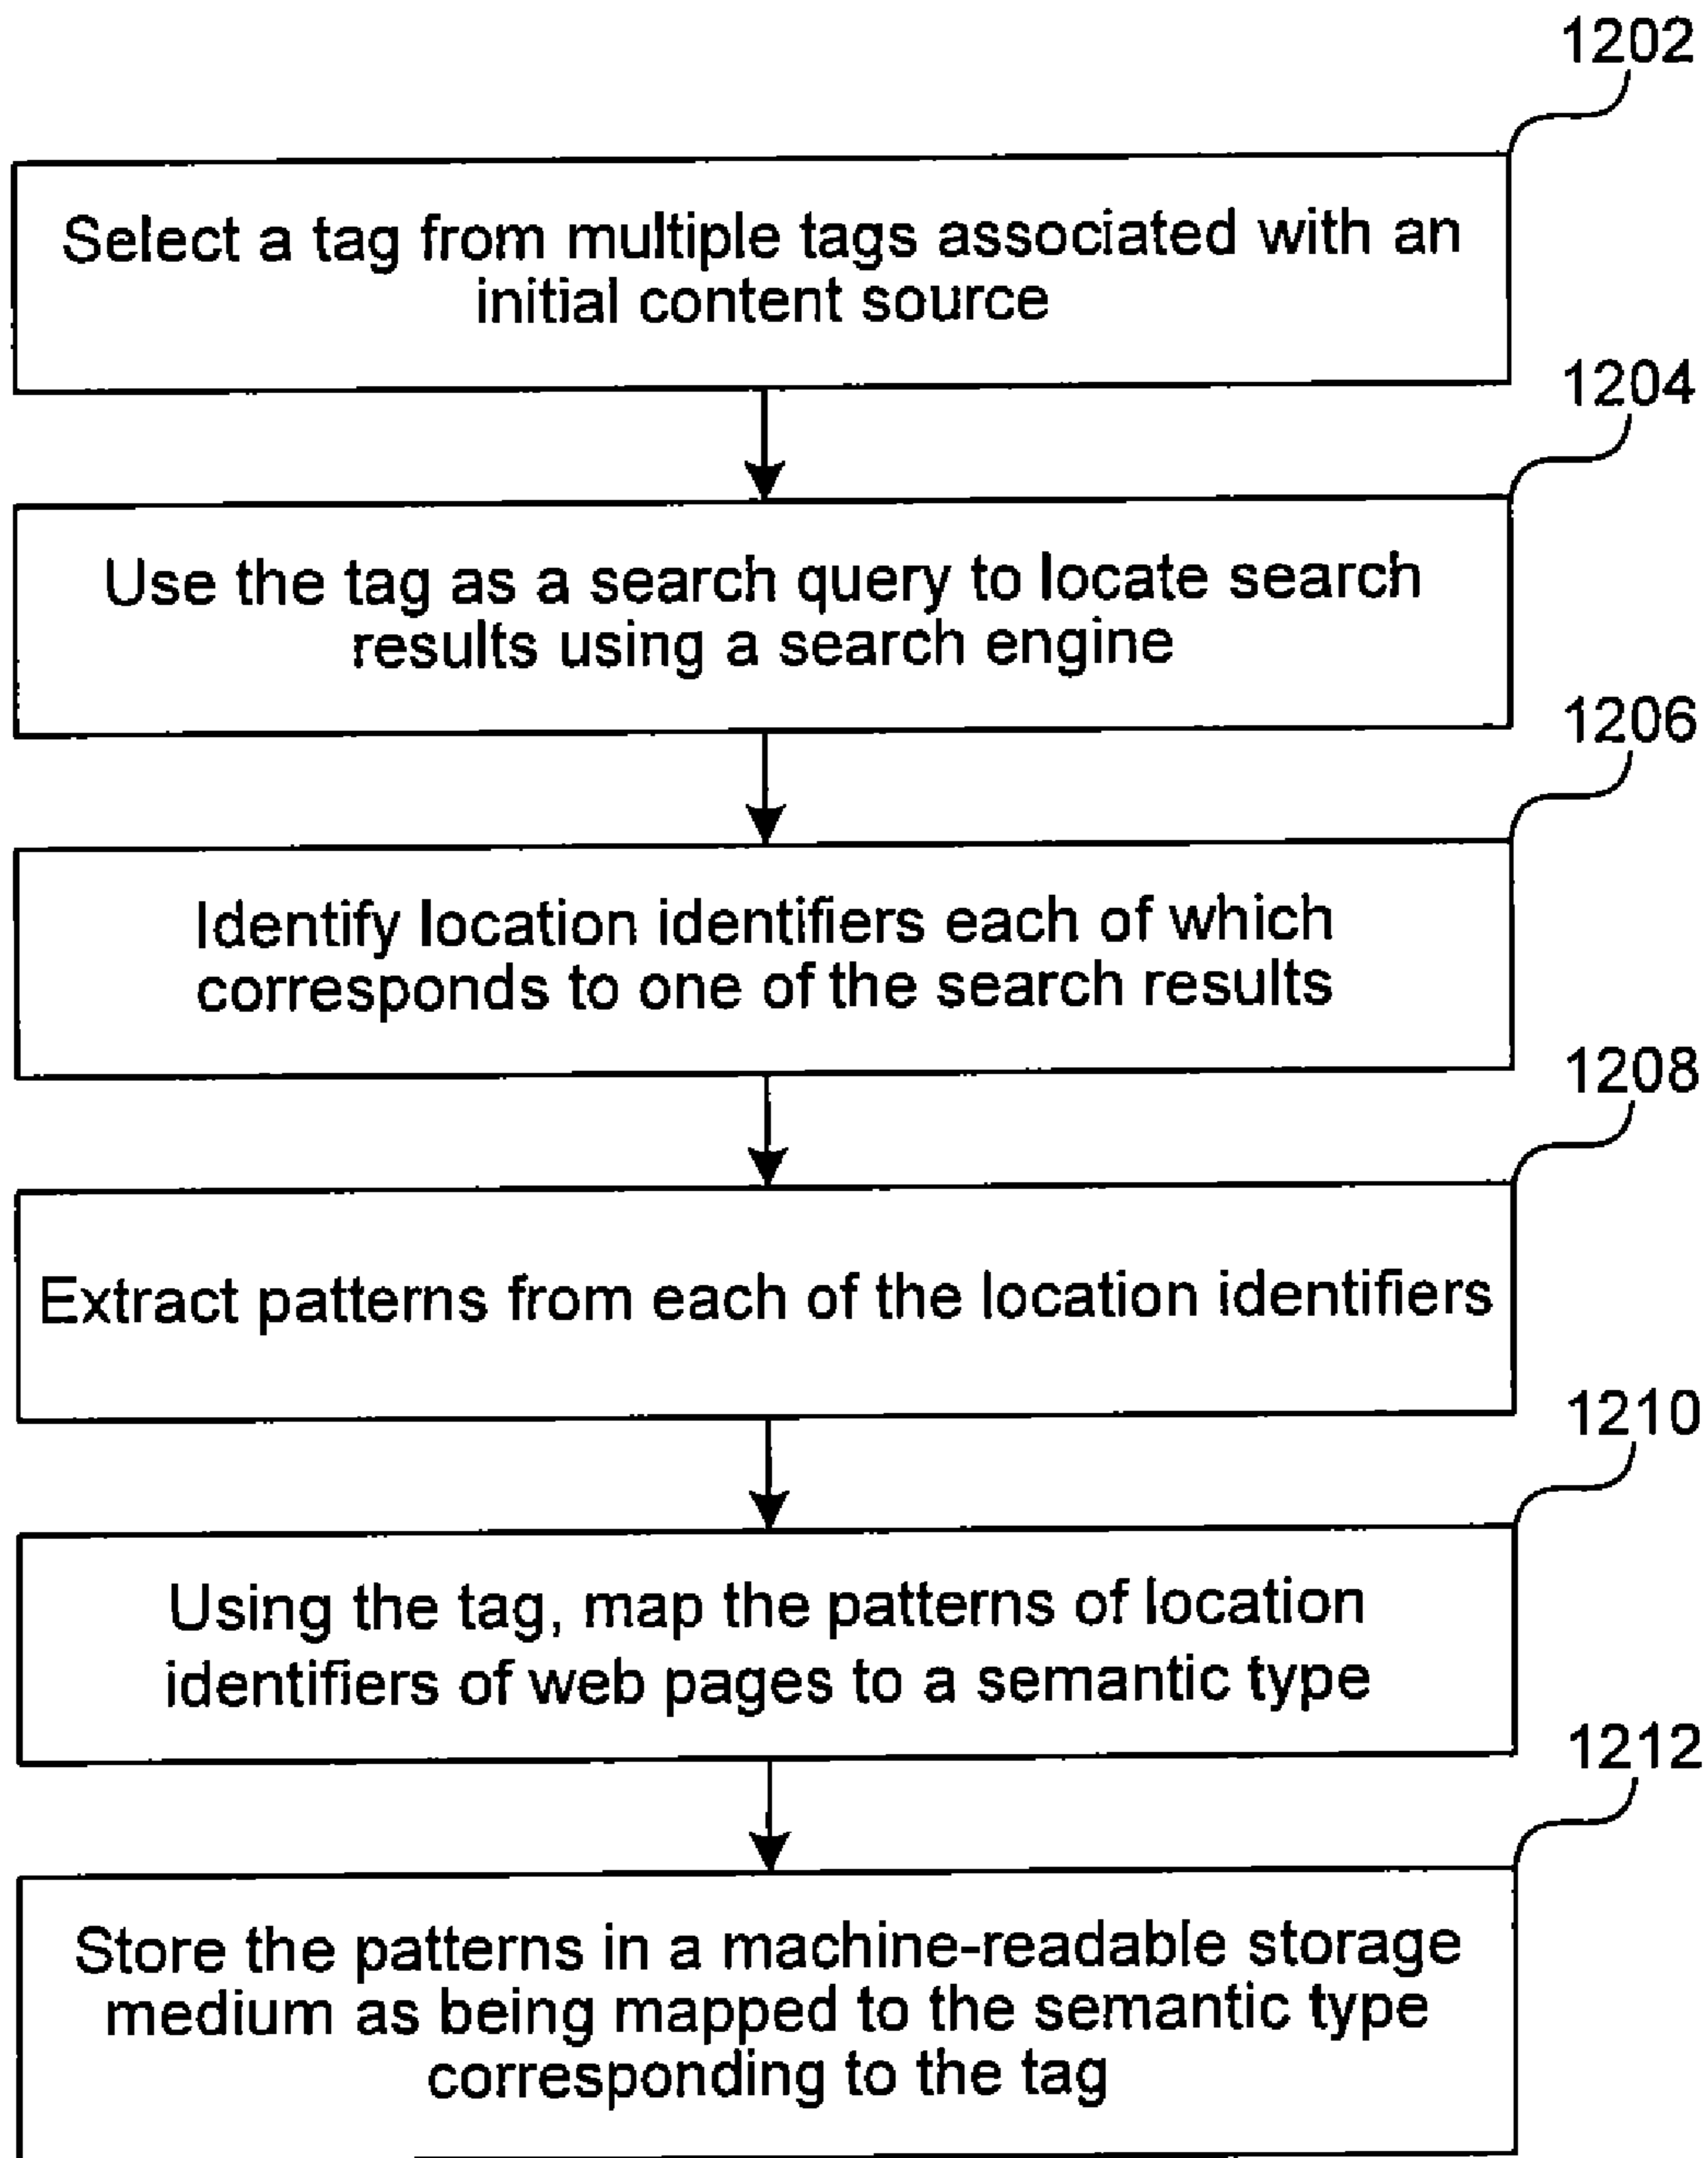 1202
Select a tag from multiple tags associated with an
initial content source
1204
Use the tag as a search query to locate search
results using a search engine
1206
Identify location identifiers each of which
corresponds to one of the search results
1208
Extract patterns from each of the location identifiers
1210
Using the tag, map the patterns of location
identifiers of web pages to a semantic type
1212
Store the patterns in a machine-readable storage
medium as being mapped to the semantic type
corresponding to the tag